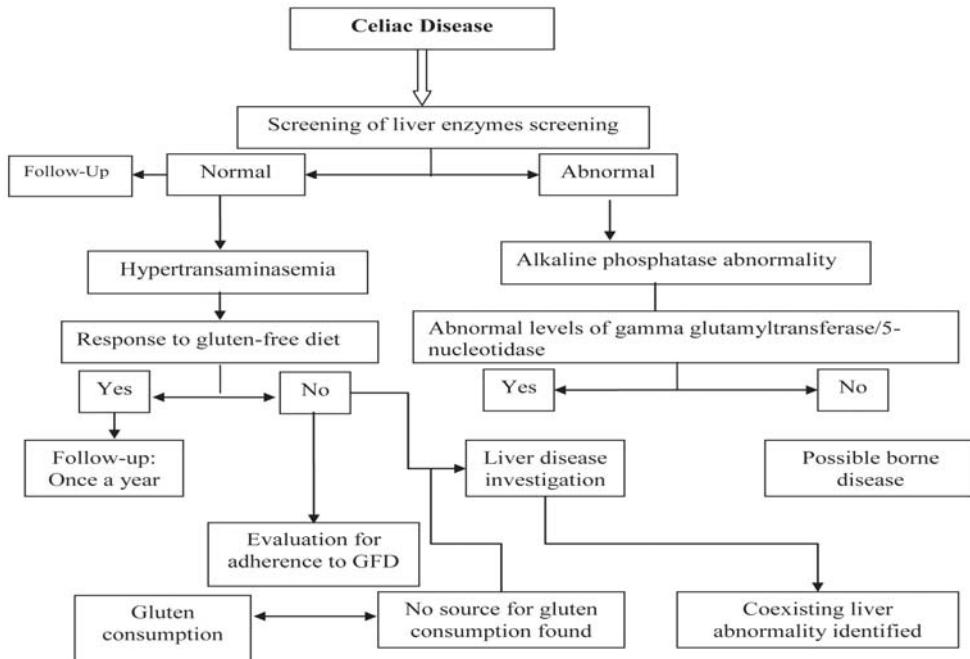 Celiac Disease
Screening of liver enzymes screening
Follow-Up
Normal
Abnormal
Hypertransaminasemia
Alkaline phosphatase abnormality
Response to gluten-free diet
Abnormal levels of gamma glutamyltransferase/5-
nucleotidase
Yes
No
Yes
No
Follow-up:
Once a year
Liver disease
investigation
Possible borne
disease
Evaluation for
adherence to GFD
Gluten
consumption
No source for gluten
consumption found
Coexisting liver
abnormality identified